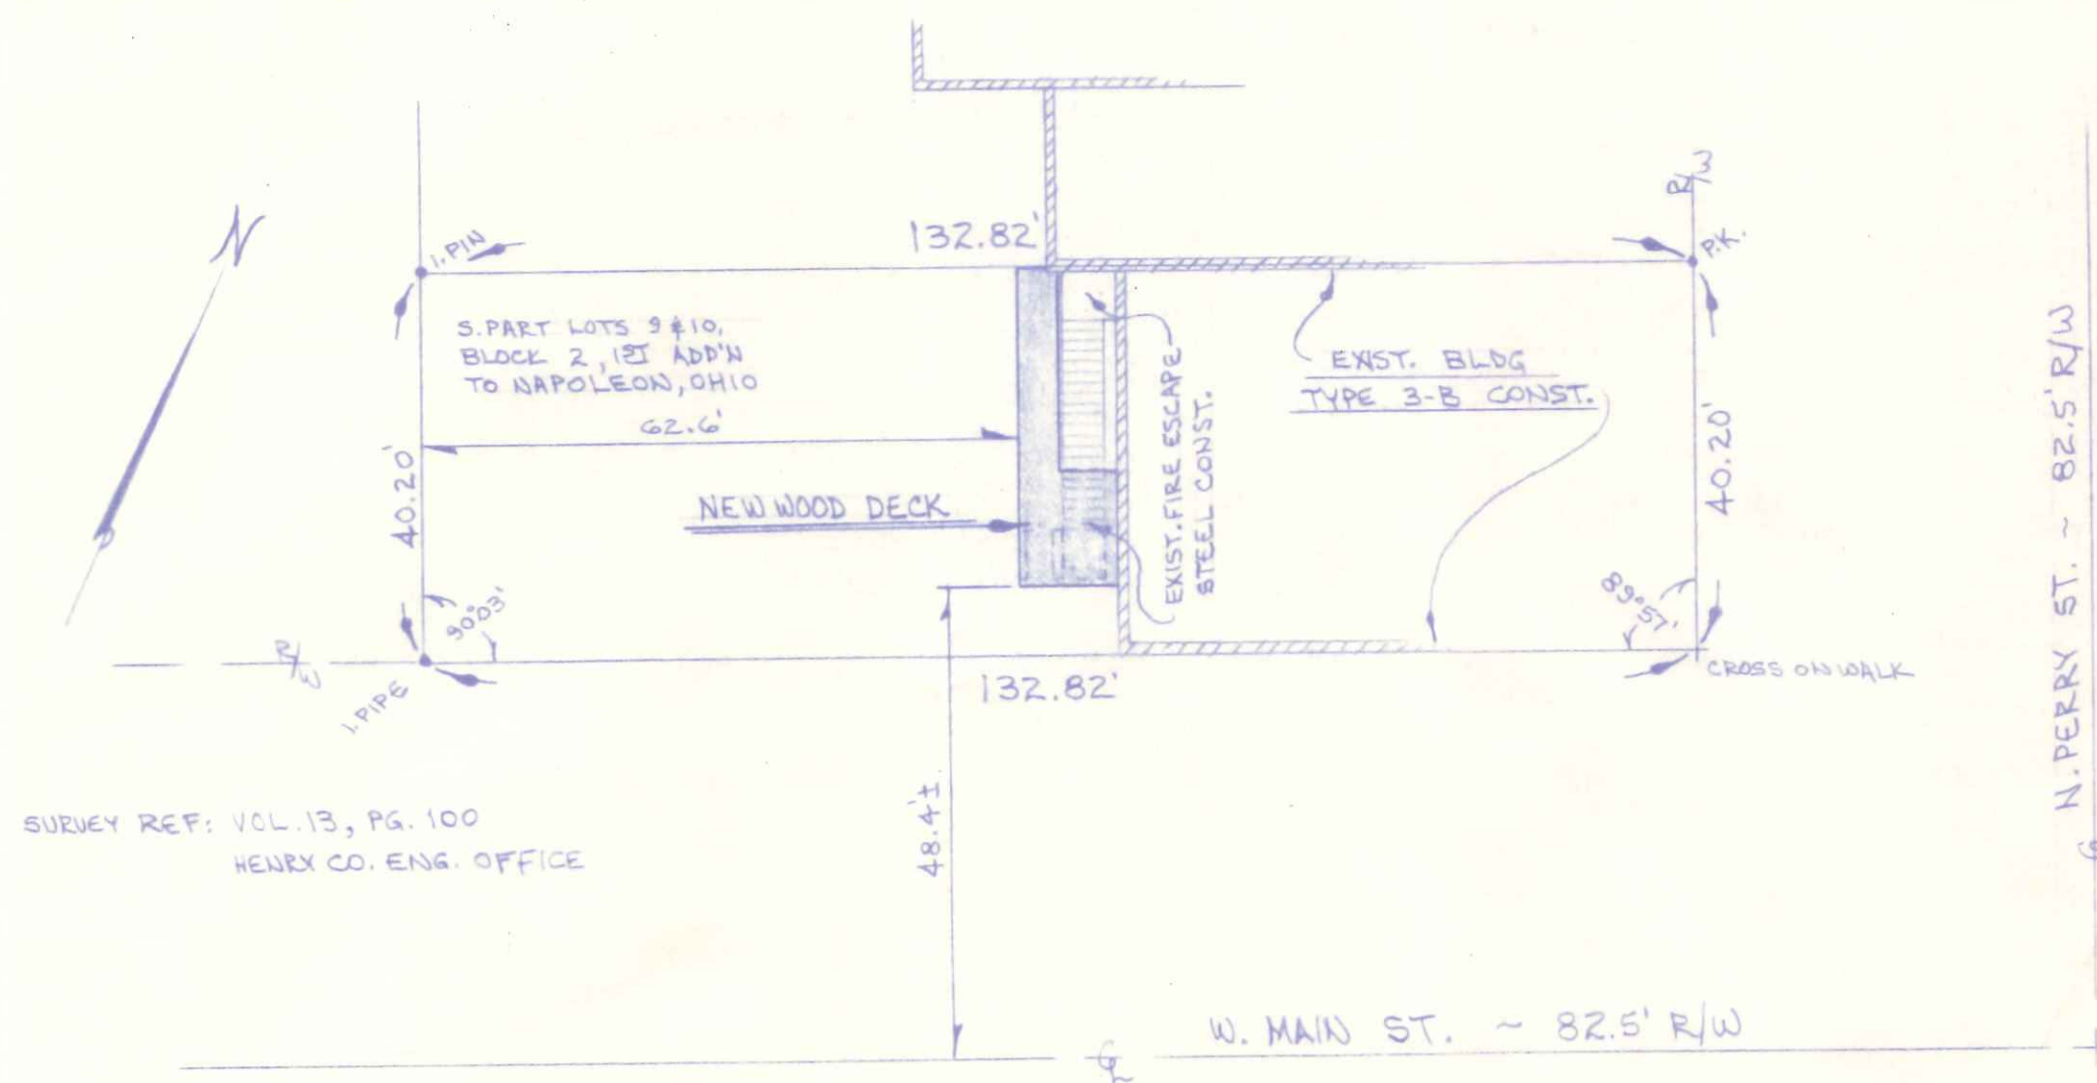 N
R/W
132.82'
I. PIN
P.K.
S. PART LOTS 9 & 10,
BLOCK 2, 1ST ADD'N
TO NAPOLEON, OHIO
62.6'
40.20'
NEW WOOD DECK
EXIST. FIRE ESCAPE
STEEL CONST.
EXIST. BLDG
TYPE 3-B CONST.
40.20'
N. PERRY ST. ~ 82.5' R/W
90°03'
89°57'
R/W
I. PIPE
132.82'
CROSS ON WALK
SURVEY REF: VOL. 13, PG. 100
HENRY CO. ENG. OFFICE
48.4'±
W. MAIN ST. ~ 82.5' R/W
℄